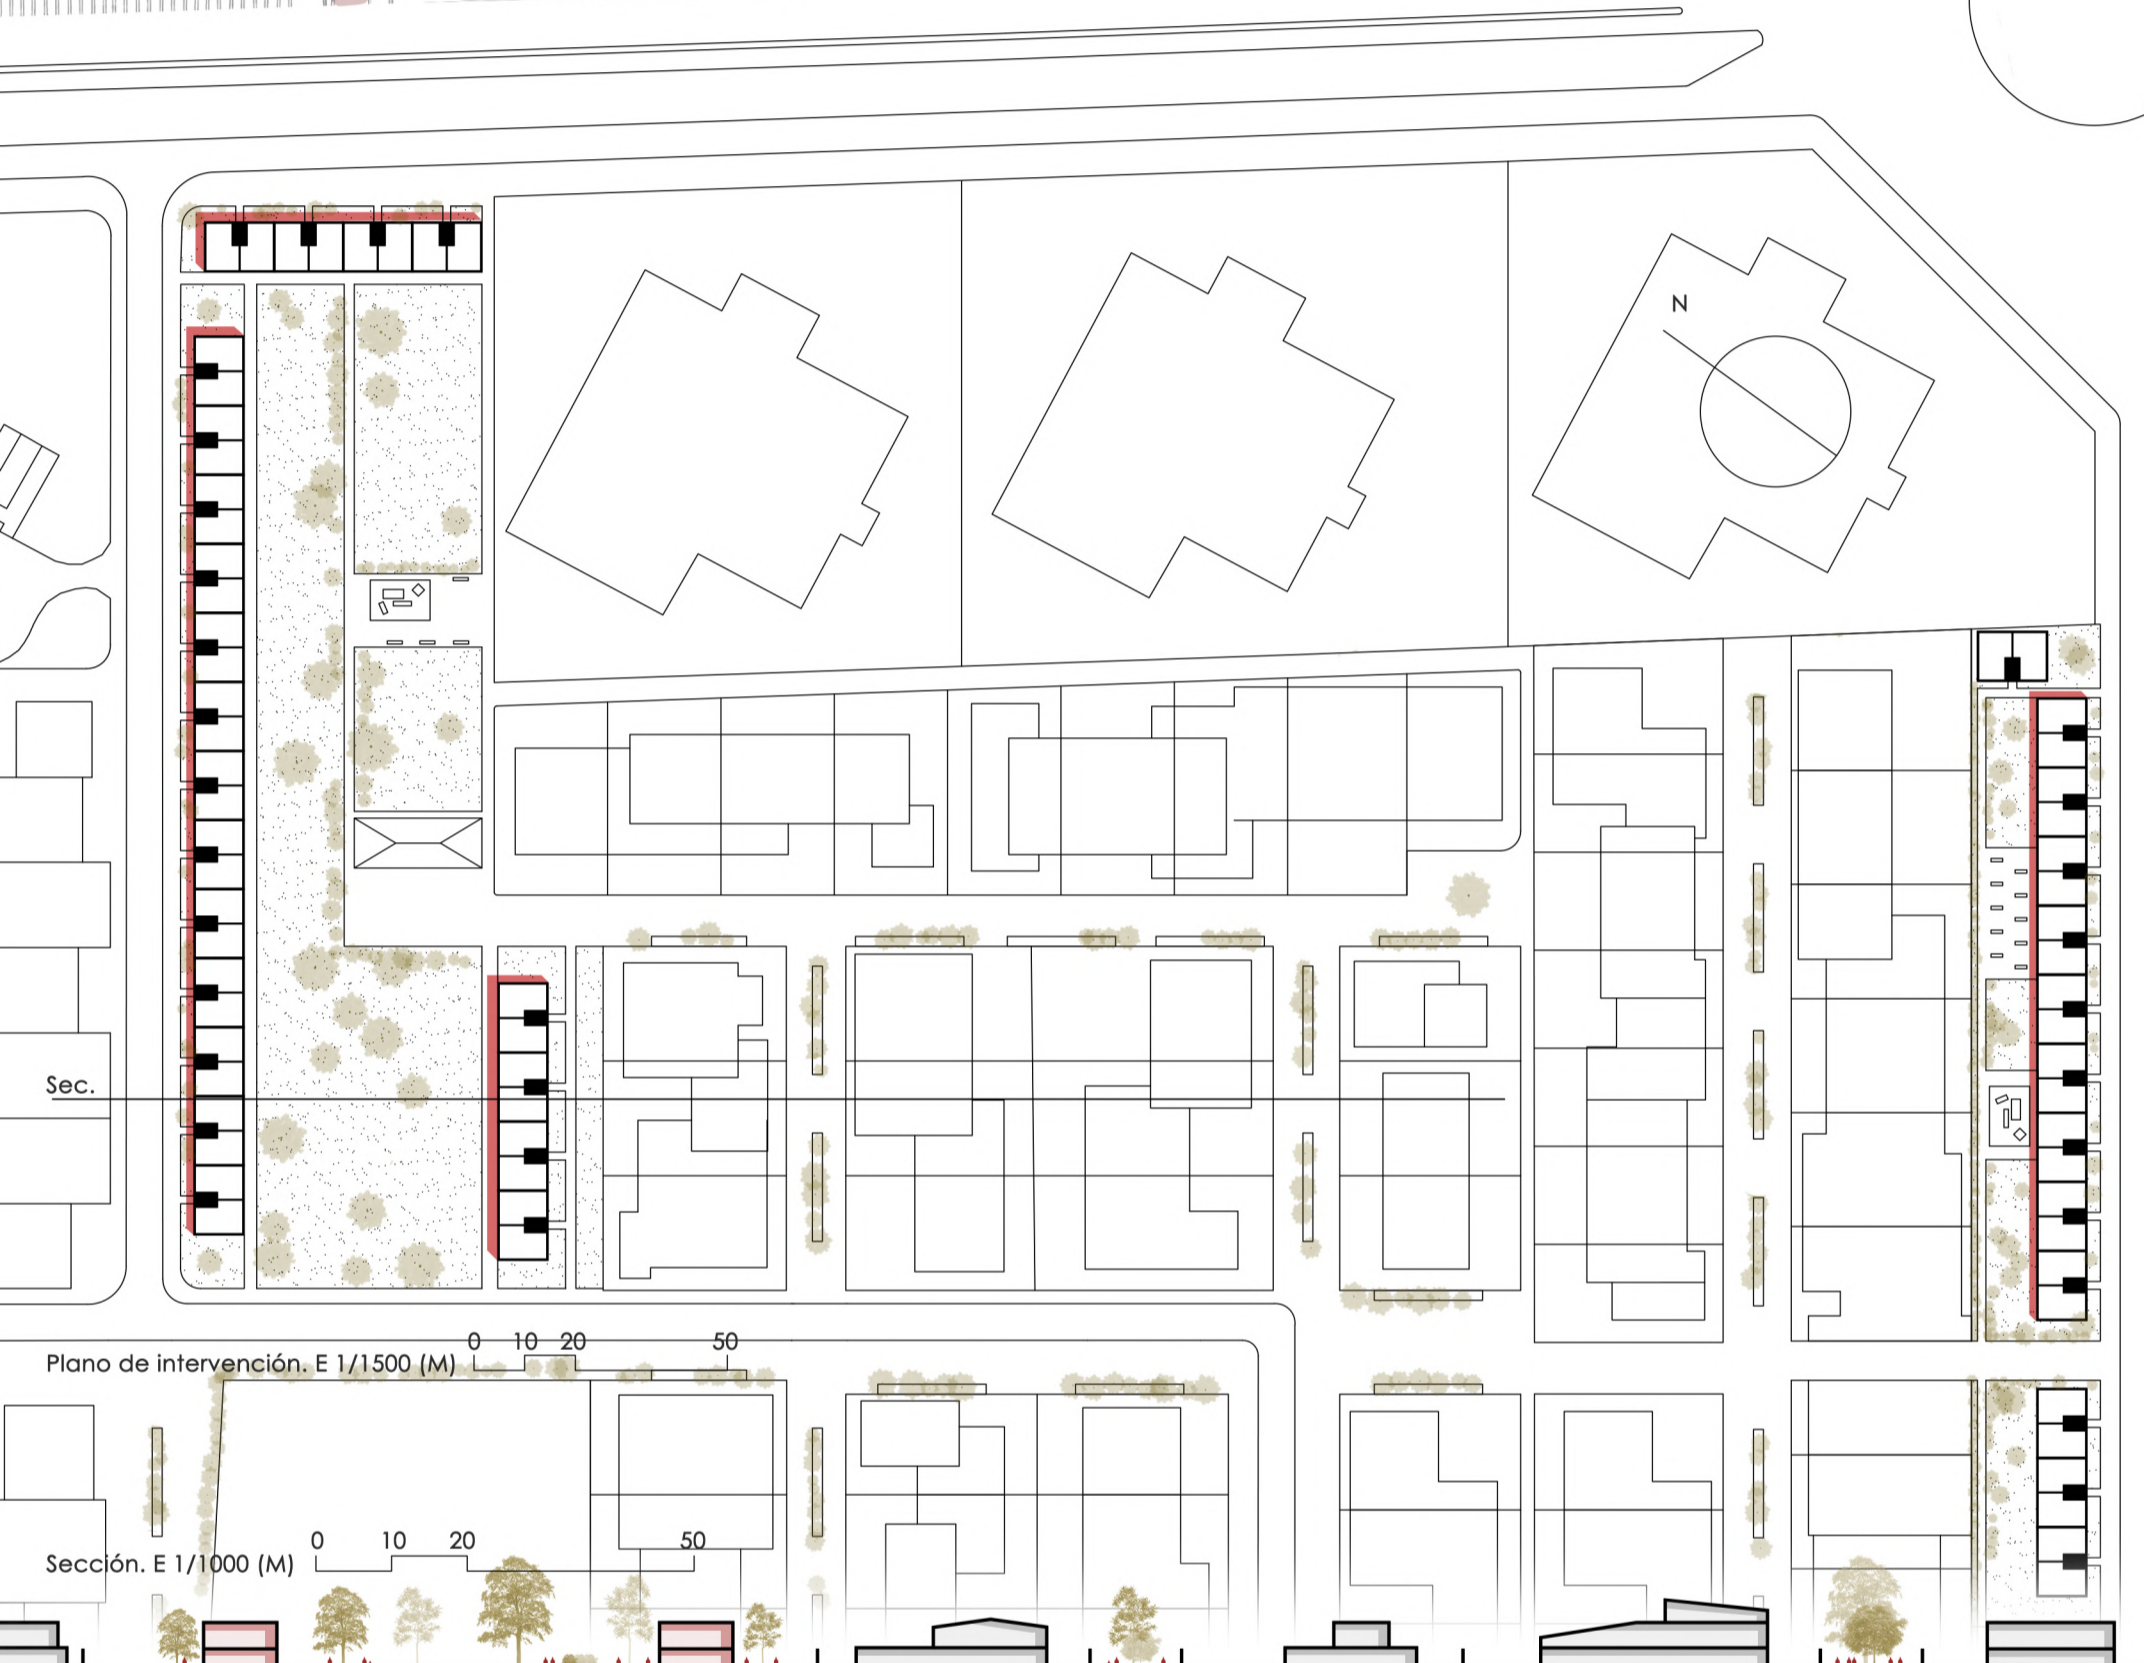 N
Sec.
0 10 20 50
Plano de intervención. E 1/1500 (M)
0 10 20 50
Sección. E 1/1000 (M)